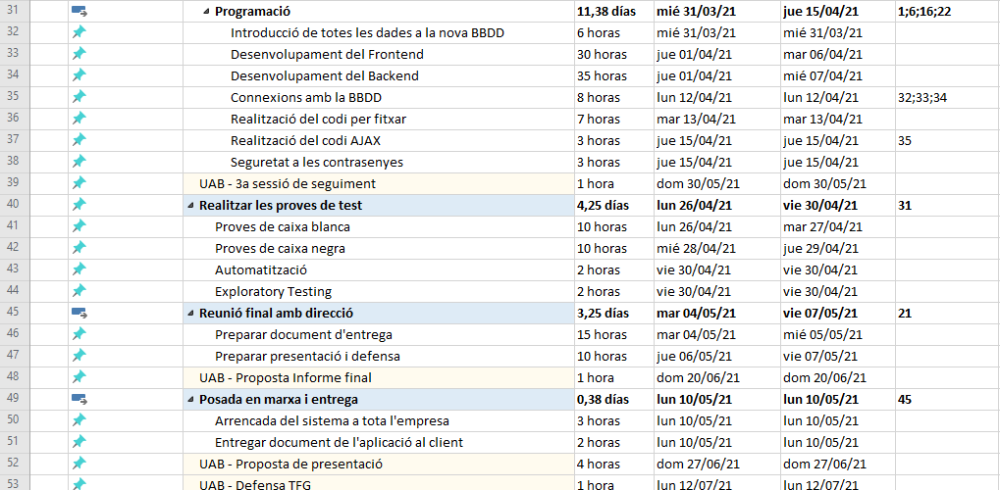 31 Programació 11,38 días mié 31/03/21 jue 15/04/21 1;6;16;22
32 Introducció de totes les dades a la nova BBDD 6 horas mié 31/03/21 mié 31/03/21
33 Desenvolupament del Frontend 30 horas jue 01/04/21 mar 06/04/21
34 Desenvolupament del Backend 35 horas jue 01/04/21 mié 07/04/21
35 Connexions amb la BBDD 8 horas lun 12/04/21 lun 12/04/21 32;33;34
36 Realització del codi per fitxar 7 horas mar 13/04/21 mar 13/04/21
37 Realització del codi AJAX 3 horas jue 15/04/21 jue 15/04/21 35
38 Seguretat a les contrasenyes 3 horas jue 15/04/21 jue 15/04/21
39 UAB - 3a sessió de seguiment 1 hora dom 30/05/21 dom 30/05/21
40 Realitzar les proves de test 4,25 días lun 26/04/21 vie 30/04/21 31
41 Proves de caixa blanca 10 horas lun 26/04/21 mar 27/04/21
42 Proves de caixa negra 10 horas mié 28/04/21 jue 29/04/21
43 Automatització 2 horas vie 30/04/21 vie 30/04/21
44 Exploratory Testing 2 horas vie 30/04/21 vie 30/04/21
45 Reunió final amb direcció 3,25 días mar 04/05/21 vie 07/05/21 21
46 Preparar document d'entrega 15 horas mar 04/05/21 mié 05/05/21
47 Preparar presentació i defensa 10 horas jue 06/05/21 vie 07/05/21
48 UAB - Proposta Informe final 1 hora dom 20/06/21 dom 20/06/21
49 Posada en marxa i entrega 0,38 días lun 10/05/21 lun 10/05/21 45
50 Arrencada del sistema a tota l'empresa 3 horas lun 10/05/21 lun 10/05/21
51 Entregar document de l'aplicació al client 2 horas lun 10/05/21 lun 10/05/21
52 UAB - Proposta de presentació 4 horas dom 27/06/21 dom 27/06/21
53 UAB - Defensa TFG 1 hora lun 12/07/21 lun 12/07/21